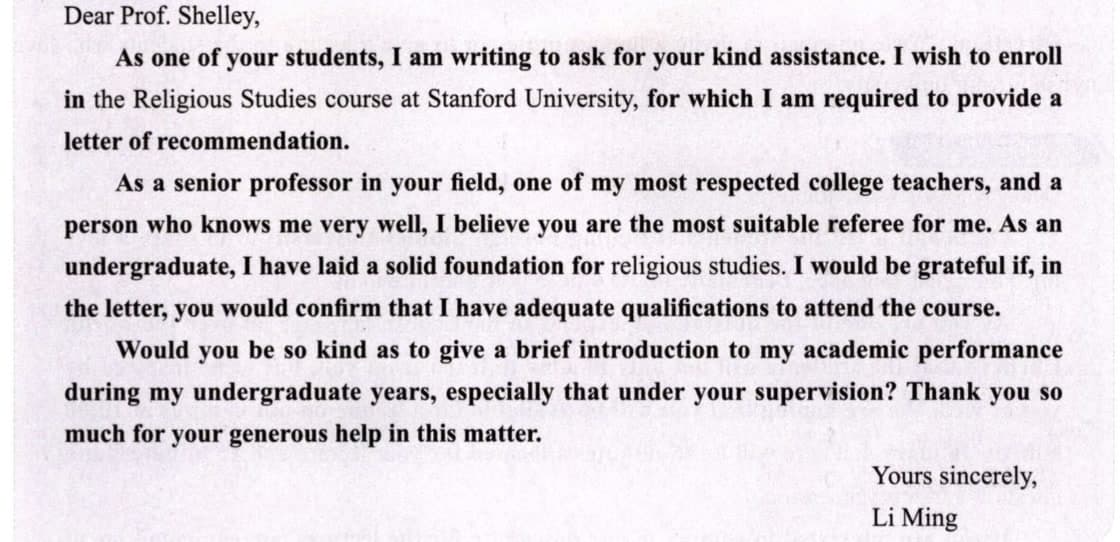 Dear Prof. Shelley,
As one of your students, I am writing to ask for your kind assistance. I wish to enroll
in the Religious Studies course at Stanford University, for which I am required to provide a
letter of recommendation.
As a senior professor in your field, one of my most respected college teachers, and a
person who knows me very well, I believe you are the most suitable referee for me. As an
undergraduate, I have laid a solid foundation for religious studies. I would be grateful if, in
the letter, you would confirm that I have adequate qualifications to attend the course.
Would you be so kind as to give a brief introduction to my academic performance
during my undergraduate years, especially that under your supervision? Thank you so
much for your generous help in this matter.
Yours sincerely,
Li Ming